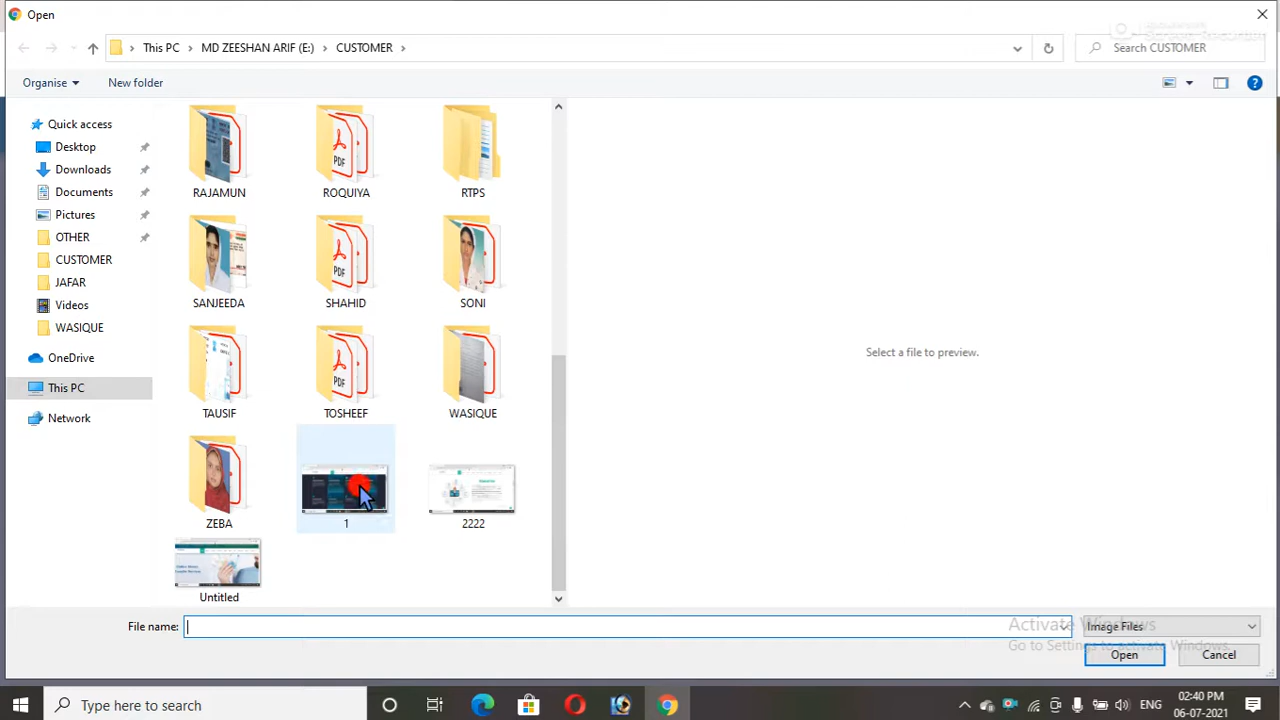 Open
This PC MD ZEESHAN ARIF (E:) CUSTOMER
Search CUSTOMER
Organise New folder
Quick access
Desktop
Downloads
Documents
Pictures
OTHER
CUSTOMER
JAFAR
Videos
WASIQUE
OneDrive
This PC
Network
RAJAMUN ROQUIYA RTPS
PDF
SANJEEDA SHAHID SONI
PDF
TAUSIF TOSHEEF WASIQUE
PDF
ZEBA 1 2222
Untitled
Select a file to preview.
File name: Image Files
Activate Windows
Go to Settings to activate Windows.
Open Cancel
Type here to search
ENG
02:40 PM
06-07-2021